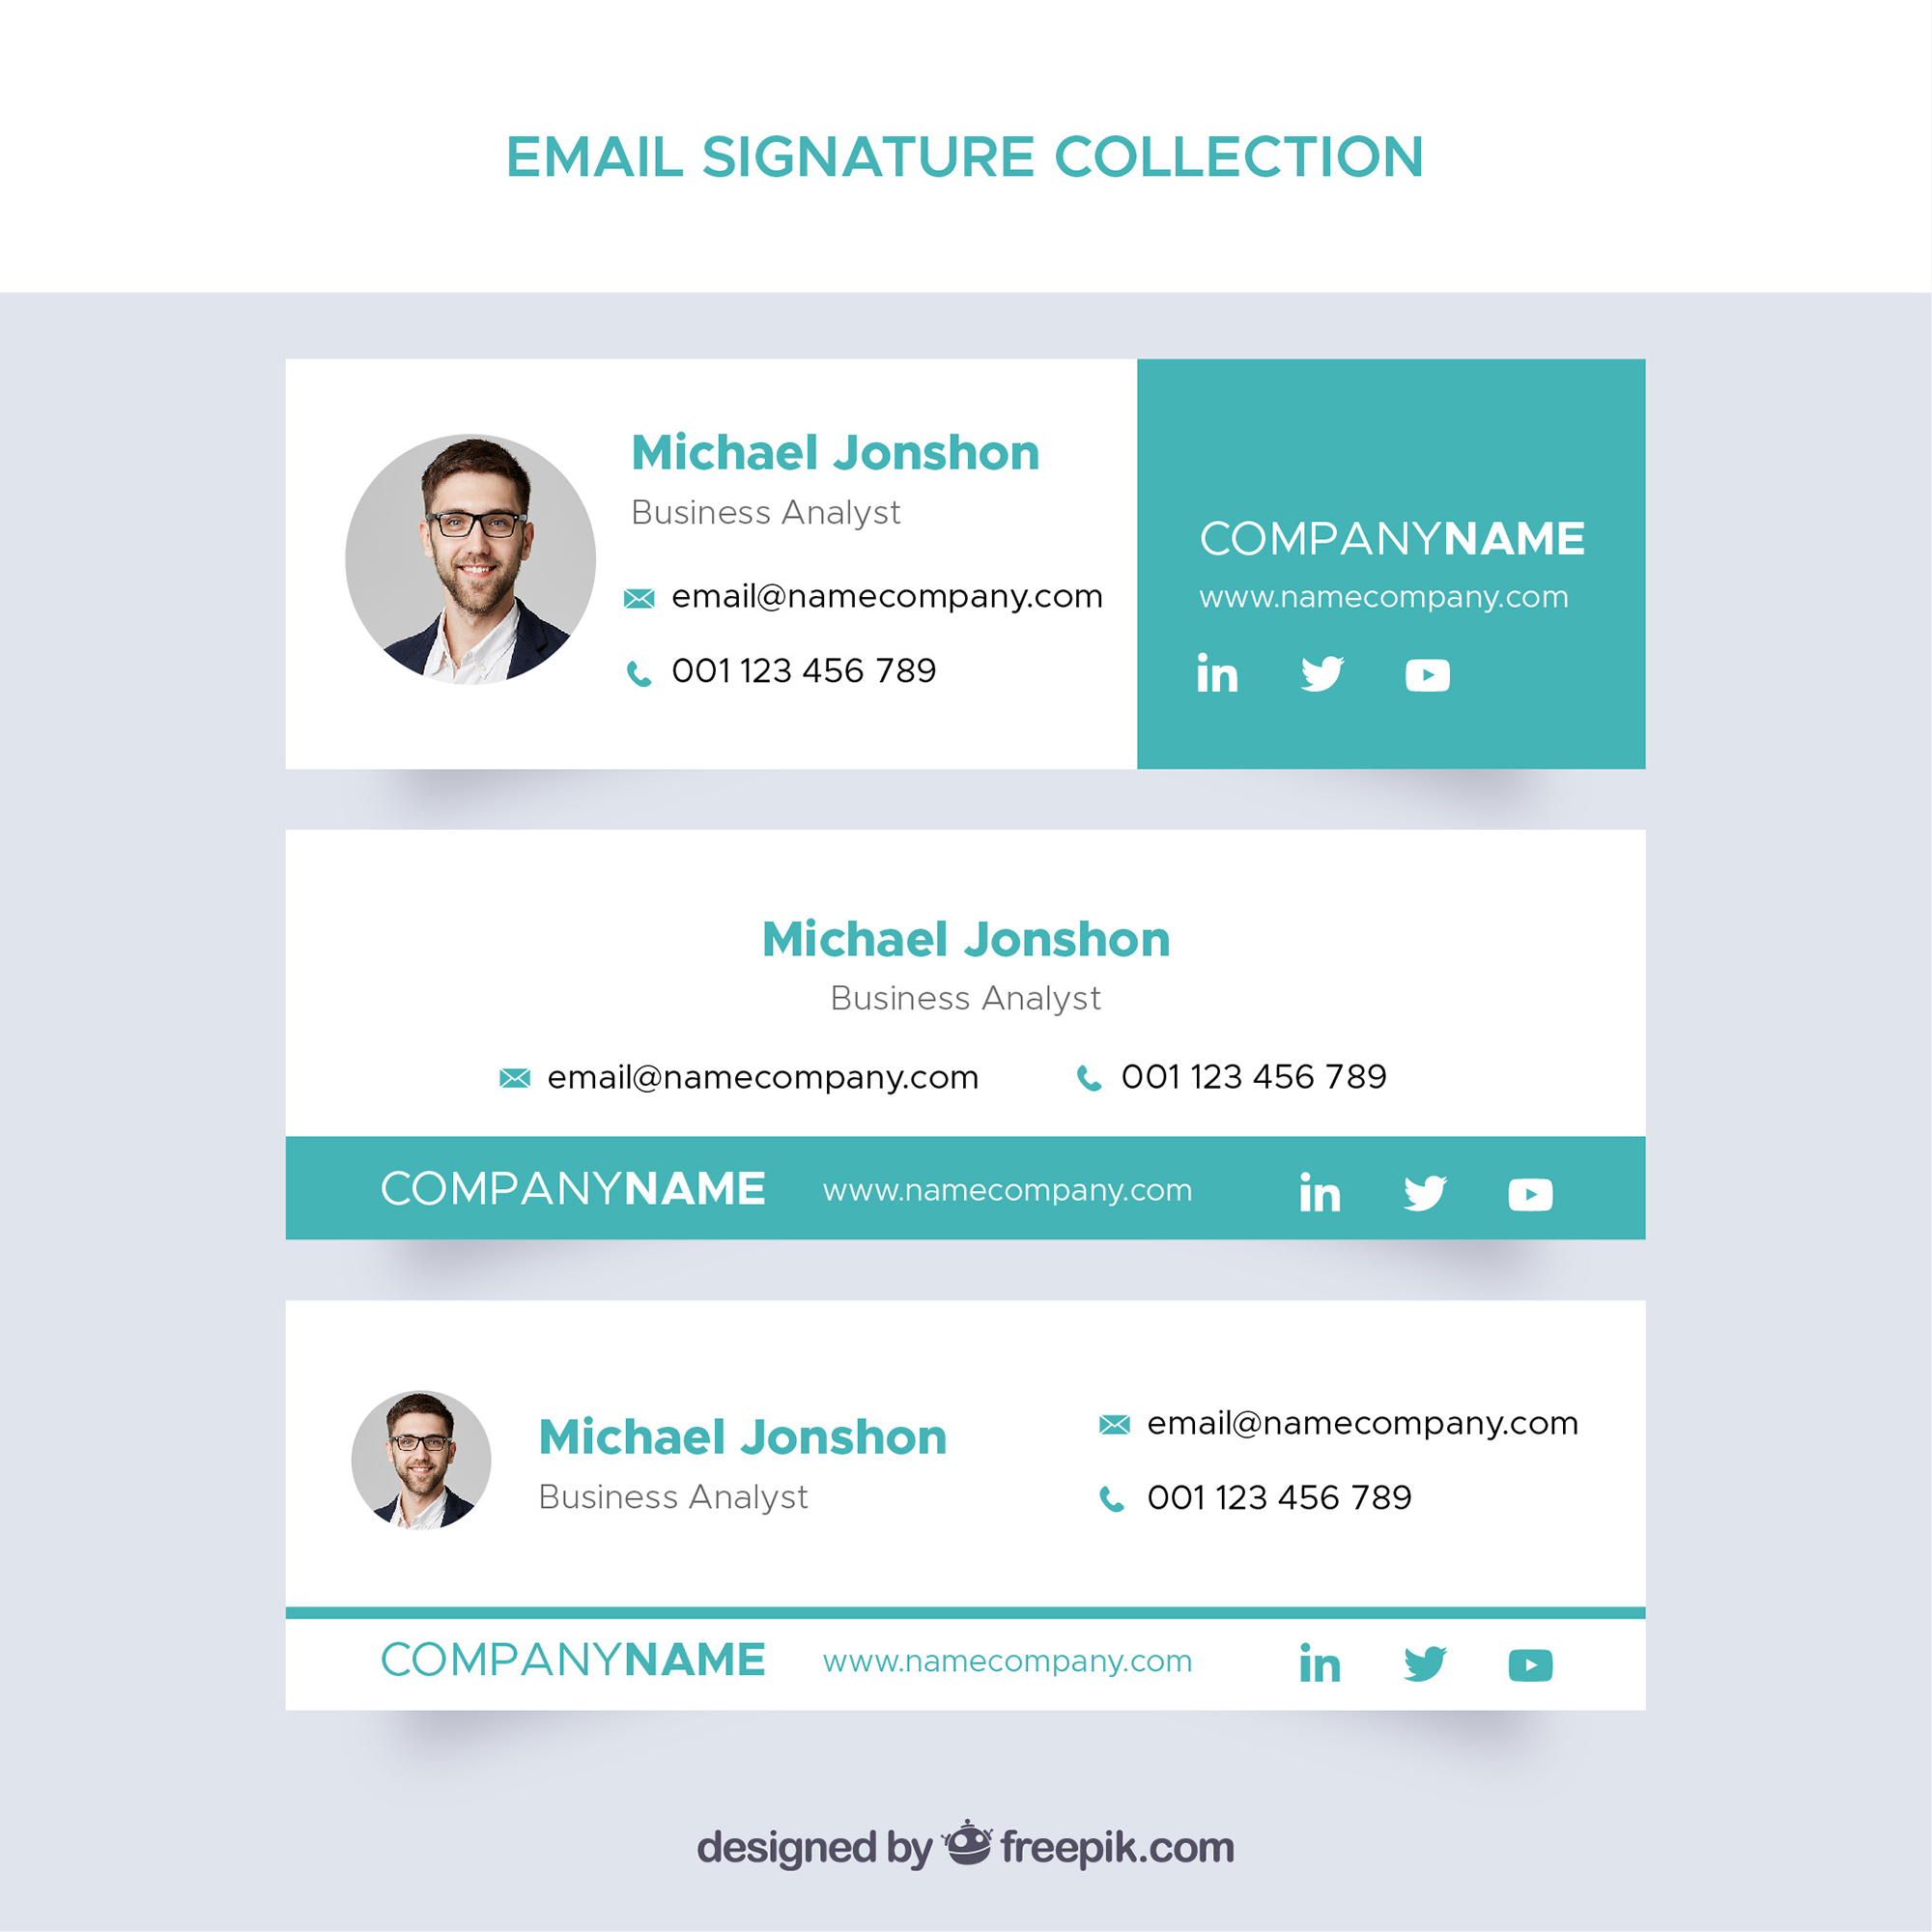 EMAIL SIGNATURE COLLECTION
Michael Jonshon
Business Analyst
email@namecompany.com
001 123 456 789
COMPANYNAME
www.namecompany.com
in
Michael Jonshon
Business Analyst
email@namecompany.com 001 123 456 789
COMPANYNAME www.namecompany.com in
Michael Jonshon
Business Analyst
email@namecompany.com
001 123 456 789
COMPANYNAME www.namecompany.com in
designed by freepik.com